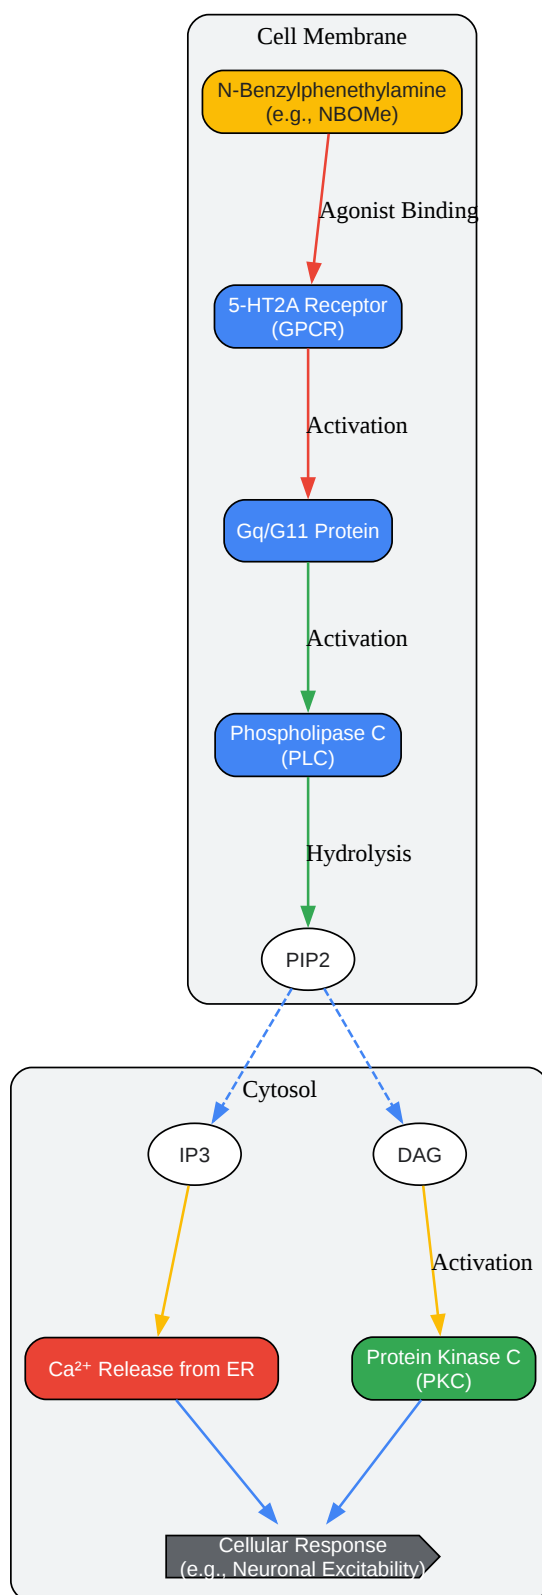 Cell Membrane
N-Benzylphenethylamine
(e.g., NBOMe)
Agonist Binding
5-HT2A Receptor
(GPCR)
Activation
Gq/G11 Protein
Activation
Phospholipase C
(PLC)
Hydrolysis
PIP2
Cytosol
IP3
DAG
Activation
Ca²⁺ Release from ER
Protein Kinase C
(PKC)
Cellular Response
(e.g., Neuronal Excitability)